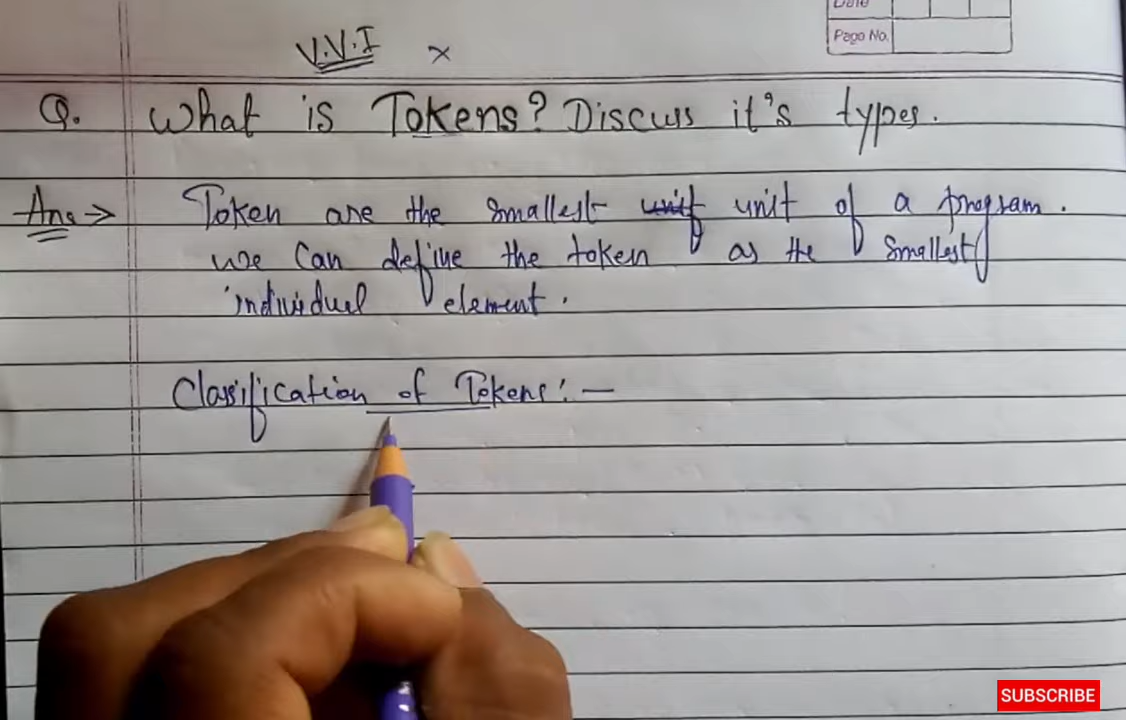 Date
Page No.
V.V.I ×
Q. What is Tokens? Discuss it's types.
Ans → Token are the smallest unit unit of a program.
we can define the token as the smallest
individuel element.
Classification of Tokens: —
SUBSCRIBE